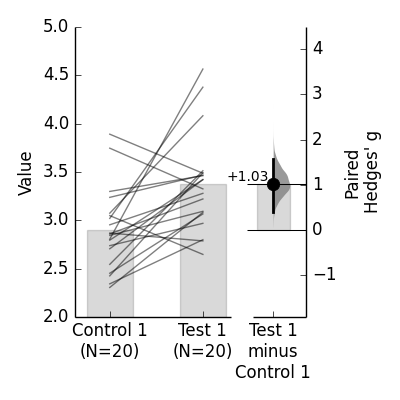 5.0
4.5
4.0
3.5
3.0
2.5
2.0
Value
Control 1
(N=20)
Test 1
(N=20)
+1.03
4
3
2
1
0
−1
Paired
Hedges' g
Test 1
minus
Control 1